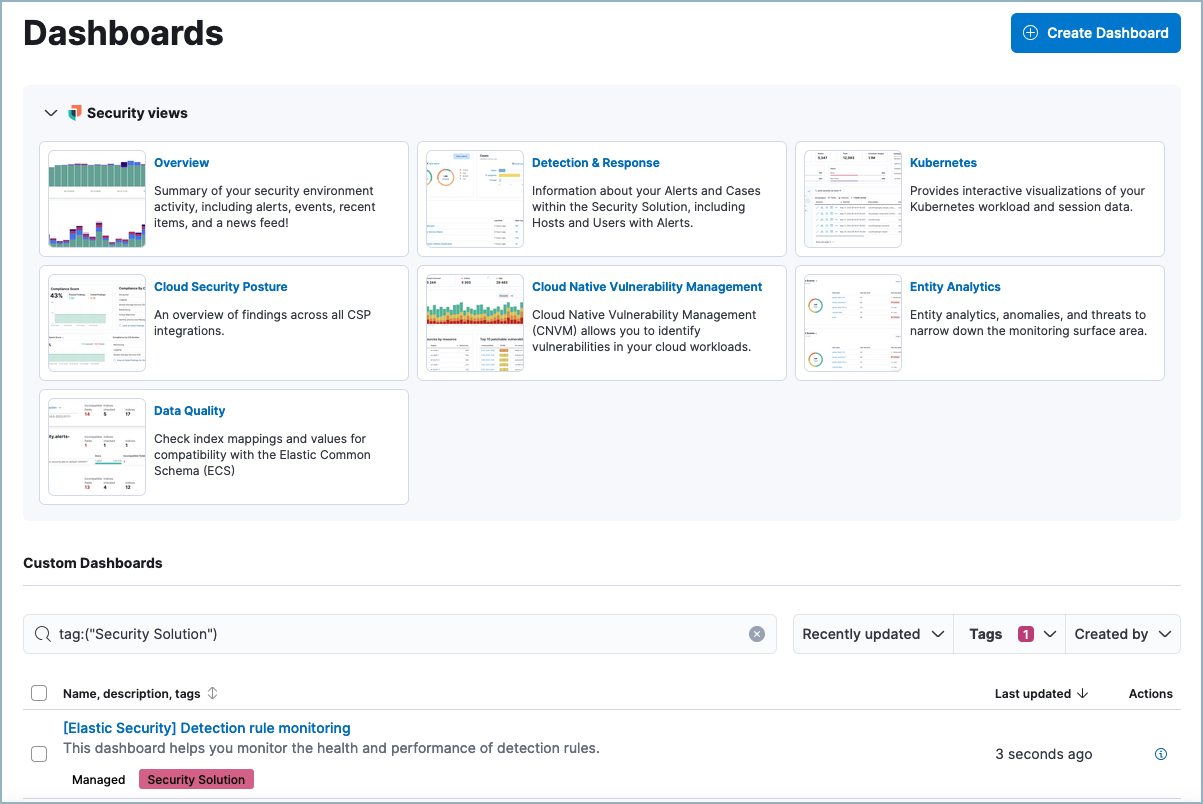 Dashboards
Create Dashboard
Security views
Overview
Summary of your security environment
activity, including alerts, events, recent
items, and a news feed!
Detection & Response
Information about your Alerts and Cases
within the Security Solution, including
Hosts and Users with Alerts.
Kubernetes
Provides interactive visualizations of your
Kubernetes workload and session data.
Cloud Security Posture
An overview of findings across all CSP
integrations.
Cloud Native Vulnerability Management
Cloud Native Vulnerability Management
(CNVM) allows you to identify
vulnerabilities in your cloud workloads.
Entity Analytics
Entity analytics, anomalies, and threats to
narrow down the monitoring surface area.
Data Quality
Check index mappings and values for
compatibility with the Elastic Common
Schema (ECS)
Custom Dashboards
tag:("Security Solution")
Recently updated
Tags 1
Created by
Name, description, tags
Last updated
Actions
[Elastic Security] Detection rule monitoring
This dashboard helps you monitor the health and performance of detection rules.
3 seconds ago
Managed
Security Solution